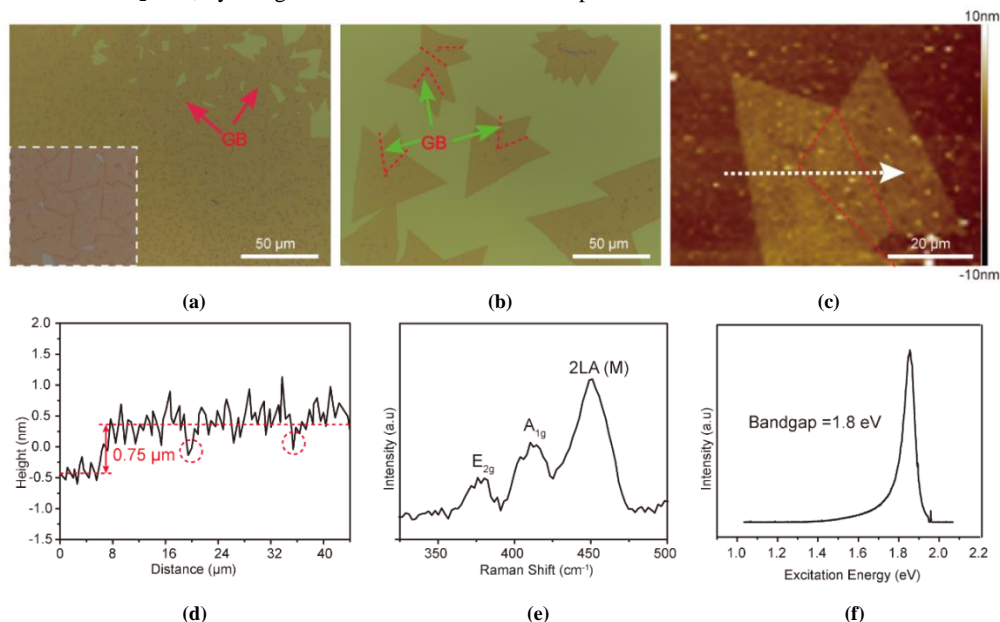 GB
50 μm
(a)
GB
50 μm
(b)
10nm
20 μm
-10nm
(c)
2.0
1.5
1.0
0.5
0.0
-0.5
-1.0
-1.5
Height (nm)
0.75 μm
0 8 16 24 32 40
Distance (μm)
(d)
Intensity (a.u)
E2g
A1g
2LA (M)
350 400 450 500
Raman Shift (cm-1)
(e)
Intensity (a.u)
Bandgap =1.8 eV
1.0 1.2 1.4 1.6 1.8 2.0 2.2
Excitation Energy (eV)
(f)